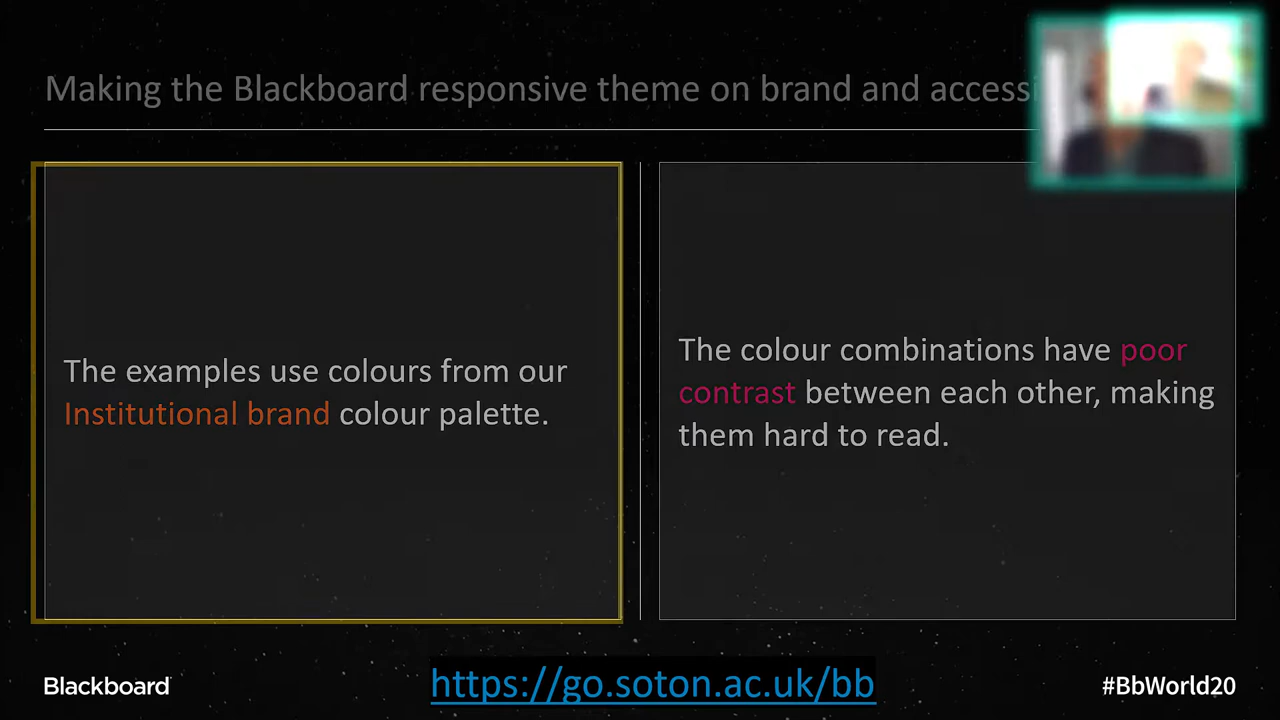 Making the Blackboard responsive theme on brand and accessi
The examples use colours from our
Institutional brand colour palette.
The colour combinations have poor
contrast between each other, making
them hard to read.
Blackboard
https://go.soton.ac.uk/bb
#BbWorld20